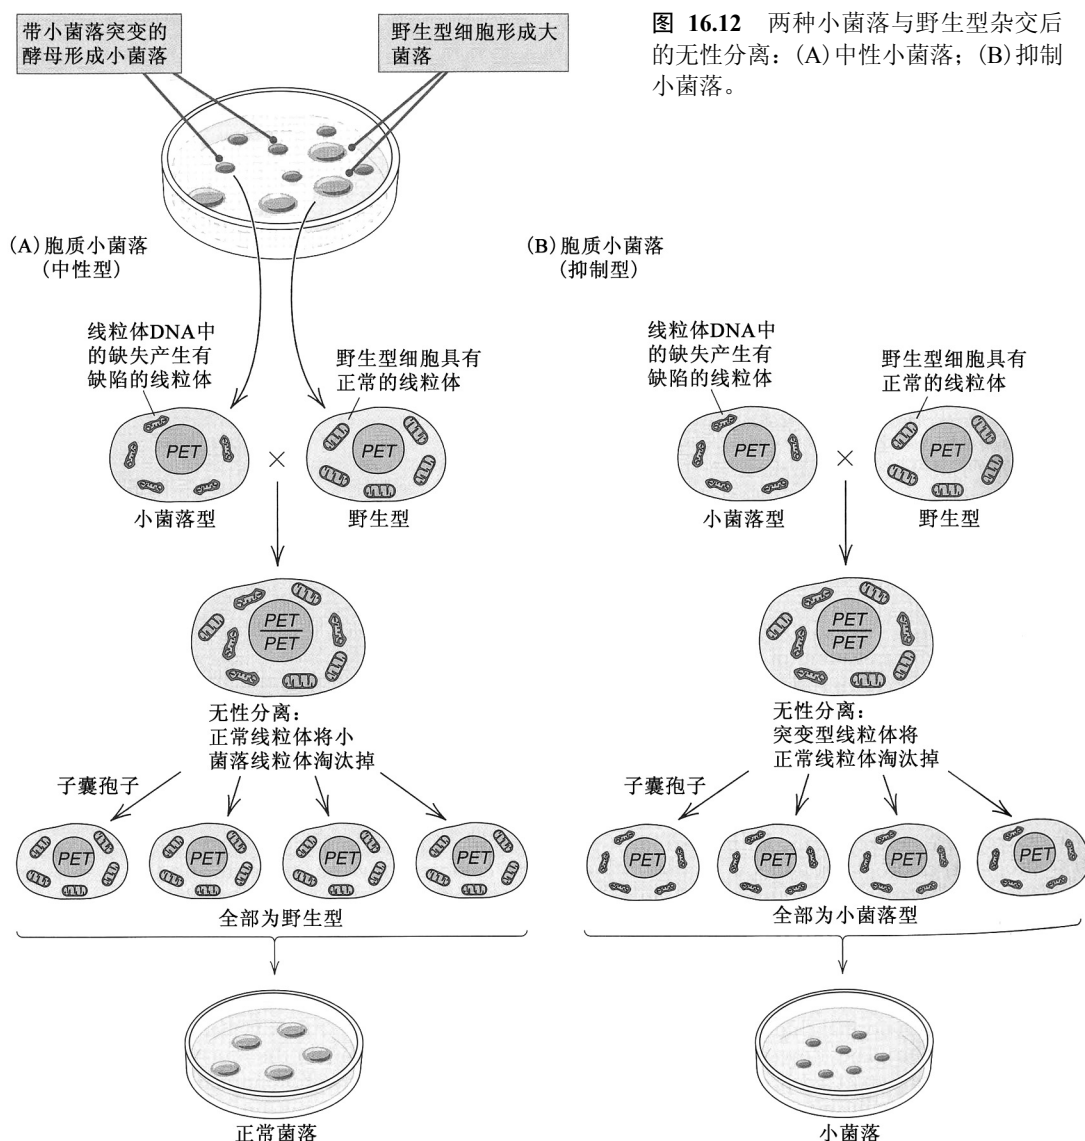 带小菌落突变的
酵母形成小菌落
野生型细胞形成大
菌落
图 16.12 两种小菌落与野生型杂交后
的无性分离：(A)中性小菌落；(B)抑制
小菌落。
(A)胞质小菌落
(中性型)
线粒体DNA中
的缺失产生有
缺陷的线粒体
野生型细胞具有
正常的线粒体
PET
×
PET
小菌落型
野生型
PET
PET
无性分离：
正常线粒体将小
菌落线粒体淘汰掉
子囊孢子
PET
PET
PET
PET
全部为野生型
正常菌落
(B)胞质小菌落
(抑制型)
线粒体DNA中
的缺失产生有
缺陷的线粒体
野生型细胞具有
正常的线粒体
PET
×
PET
小菌落型
野生型
PET
PET
无性分离：
突变型线粒体将
正常线粒体淘汰掉
子囊孢子
PET
PET
PET
PET
全部为小菌落型
小菌落